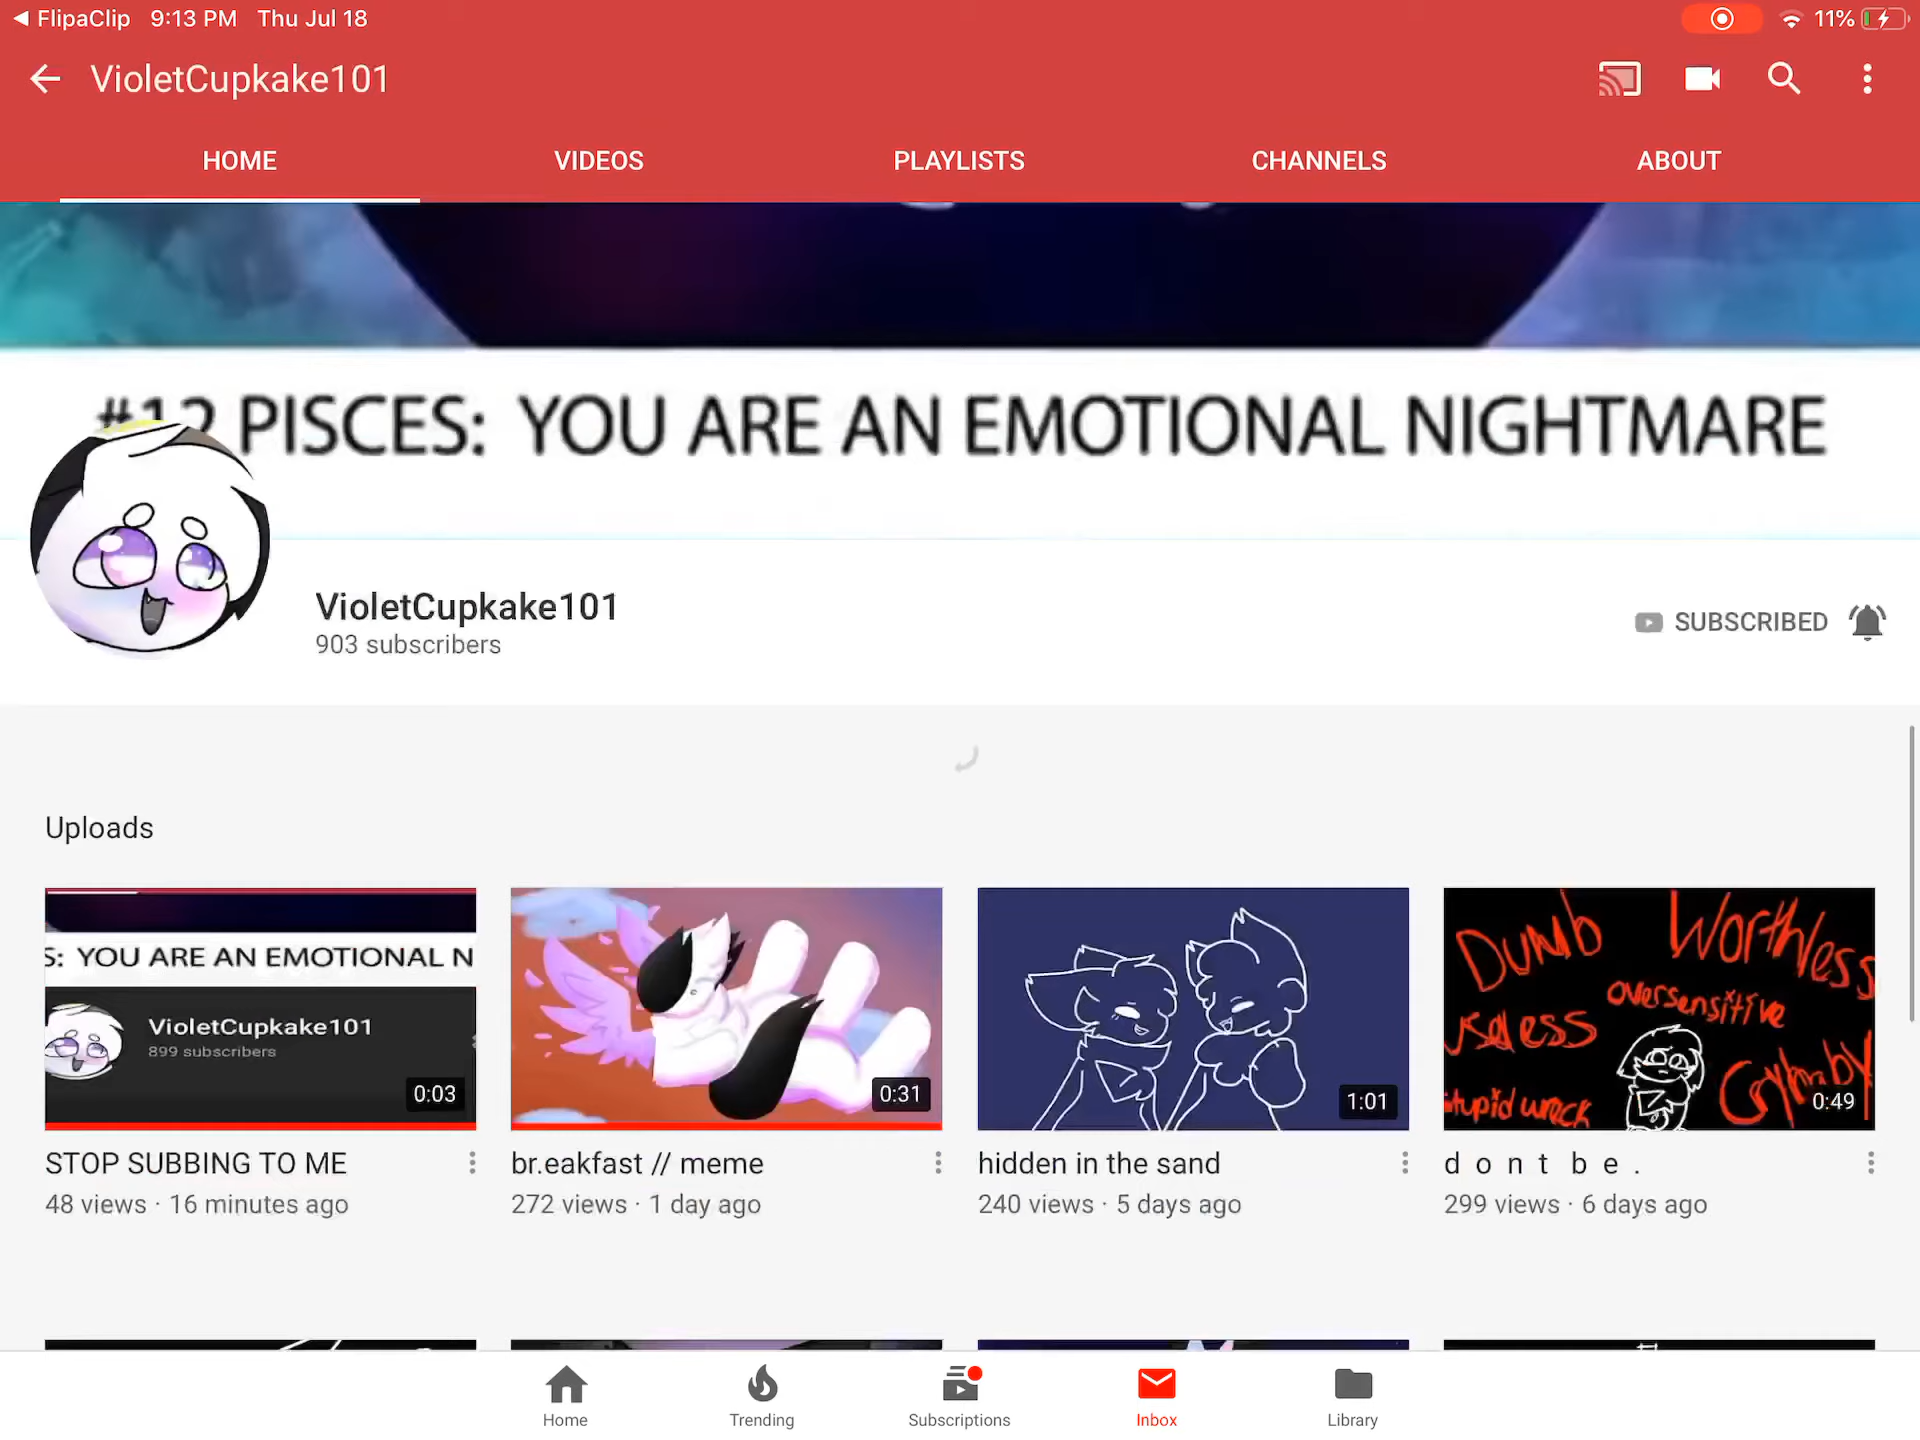 FlipaClip 9:13 PM Thu Jul 18 11%
VioletCupkake101
HOME VIDEOS PLAYLISTS CHANNELS ABOUT
#12 PISCES: YOU ARE AN EMOTIONAL NIGHTMARE
VioletCupkake101
903 subscribers
SUBSCRIBED
Uploads
S: YOU ARE AN EMOTIONAL N
VioletCupkake101
899 subscribers
0:03
0:31
1:01
Dumb Worthless
oversensitive
useless
Crybaby
stupid wreck
0:49
STOP SUBBING TO ME
48 views · 16 minutes ago
br.eakfast // meme
272 views · 1 day ago
hidden in the sand
240 views · 5 days ago
d o n t b e .
299 views · 6 days ago
Home Trending Subscriptions Inbox Library